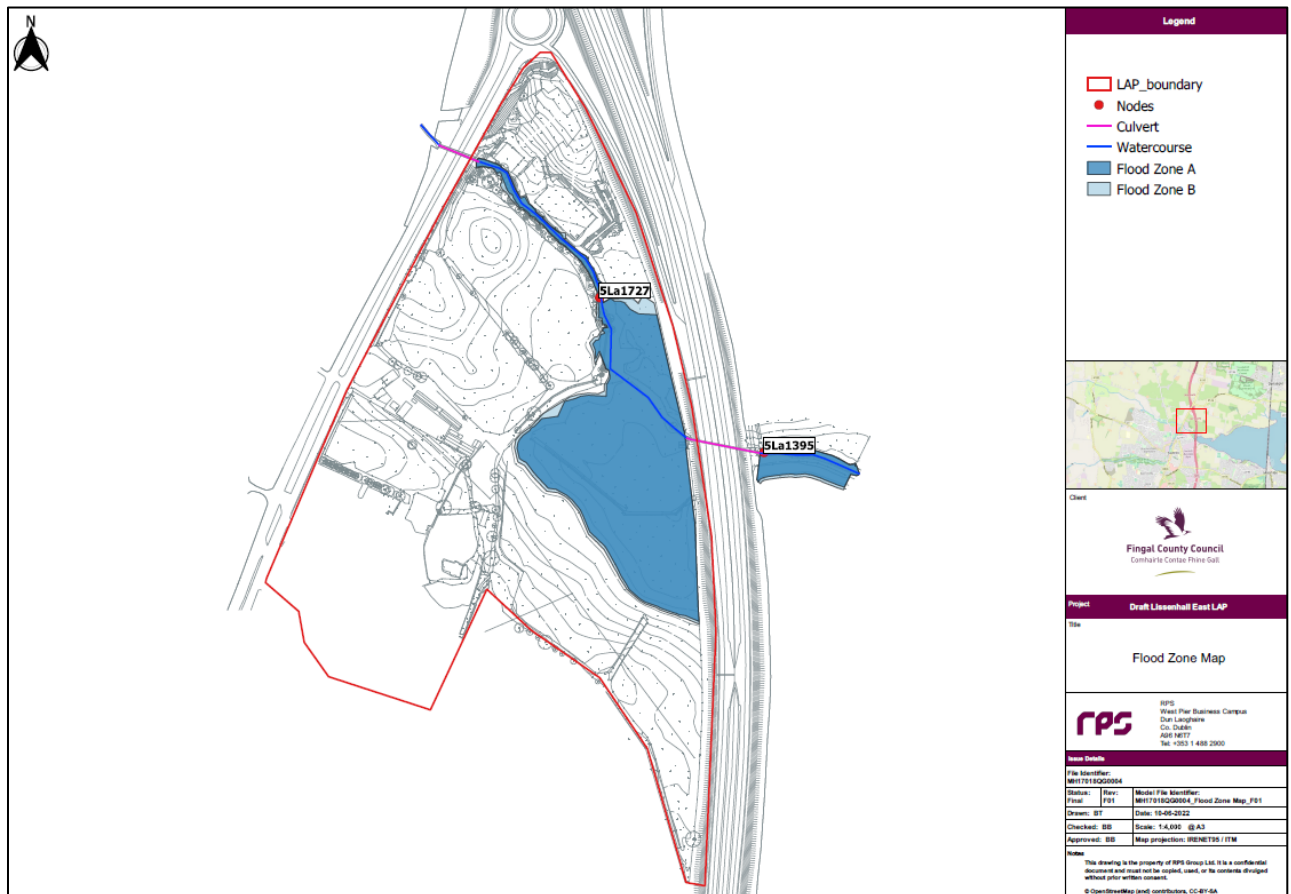 N
5La1727
5La1395
Legend
LAP_boundary
Nodes
Culvert
Watercourse
Flood Zone A
Flood Zone B
Client
Fingal County Council
Comhairle Contae Fhine Gall
Project
Draft Lissenhall East LAP
Title
Flood Zone Map
rps
RPS
West Pier Business Campus
Dun Laoghaire
Co. Dublin
A96 N6T7
Tel: +353 1 488 2900
Issue Details
File Identifier:
MH17018QG0004
Status: Rev: Model File Identifier:
Final F01 MH17018QG0004_Flood Zone Map_F01
Drawn: BT Date: 10-06-2022
Checked: BB Scale: 1:4,000 @ A3
Approved: BB Map projection: IRENET95 / ITM
Notes
This drawing is the property of RPS Group Ltd. It is a confidential
document and must not be copied, used, or its contents divulged
without prior written consent.
© OpenStreetMap (and) contributors, CC-BY-SA